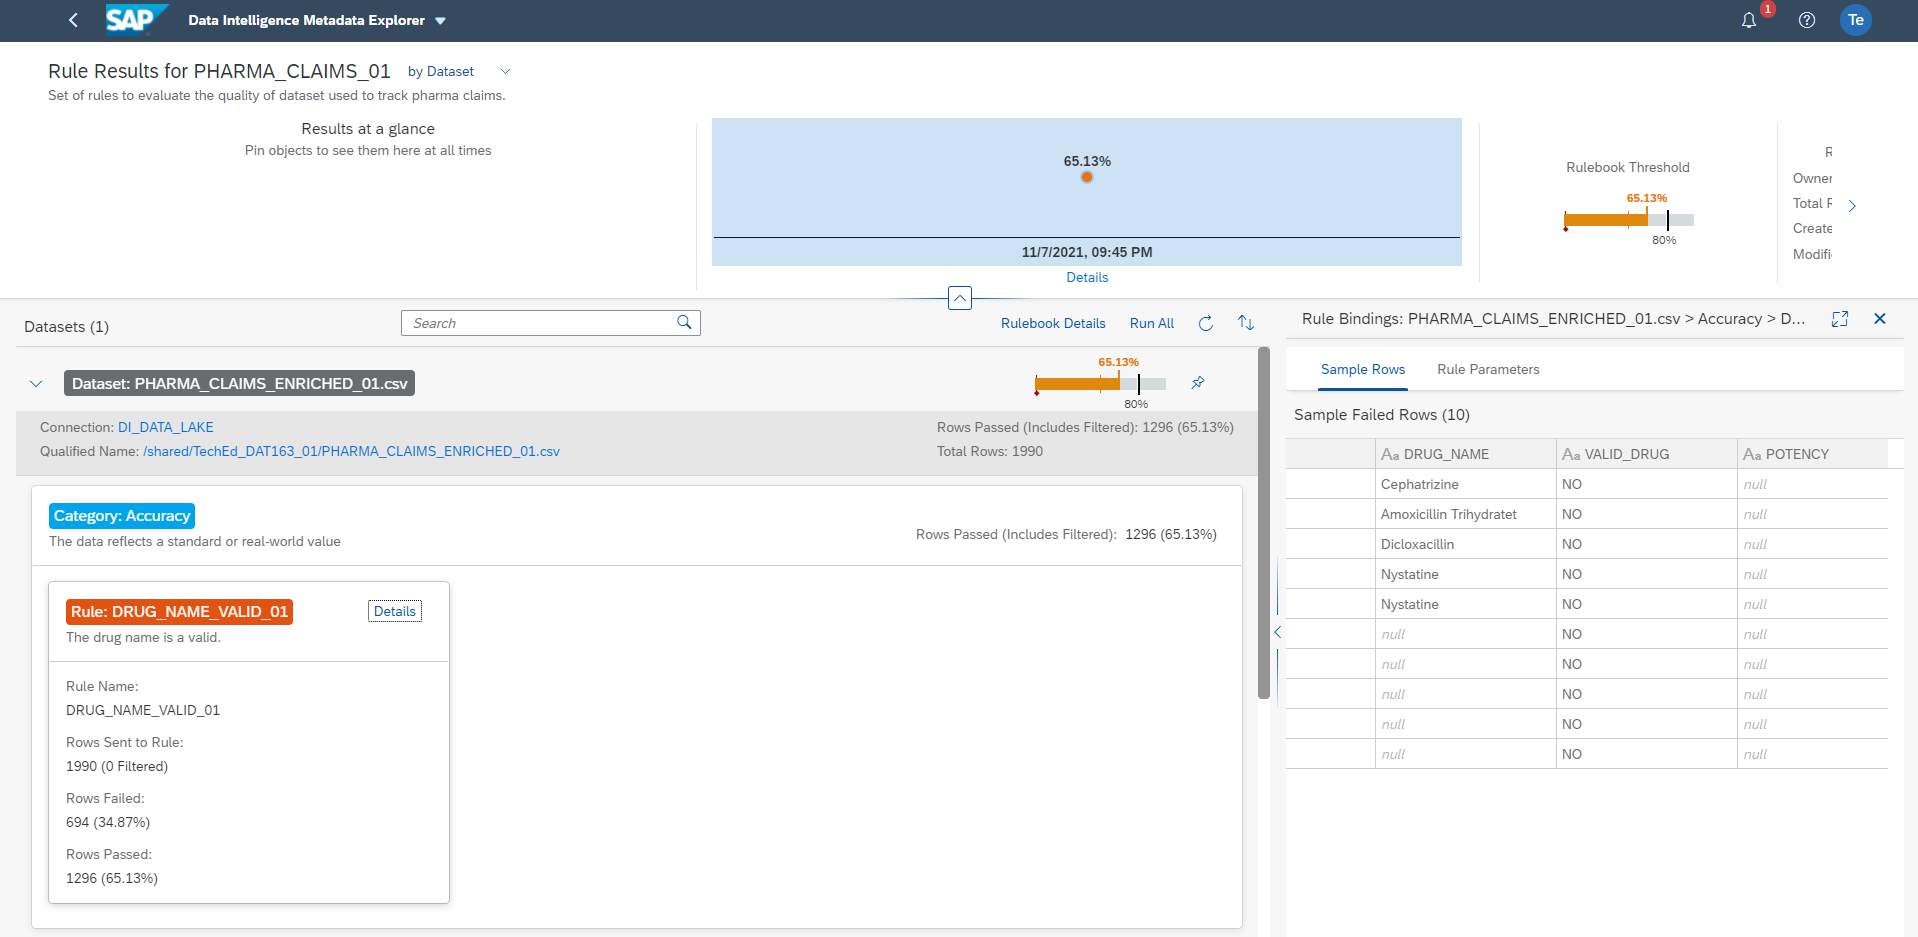 SAP Data Intelligence Metadata Explorer 1 Te
Rule Results for PHARMA_CLAIMS_01 by Dataset
Set of rules to evaluate the quality of dataset used to track pharma claims.
Results at a glance
Pin objects to see them here at all times
65.13%
11/7/2021, 09:45 PM
Details
Rulebook Threshold
65.13%
80%
R
Owner
Total R
Create
Modifi
Datasets (1) Search Rulebook Details Run All
Dataset: PHARMA_CLAIMS_ENRICHED_01.csv 65.13%
80%
Connection: DI_DATA_LAKE Rows Passed (Includes Filtered): 1296 (65.13%)
Qualified Name: /shared/TechEd_DAT163_01/PHARMA_CLAIMS_ENRICHED_01.csv Total Rows: 1990
Category: Accuracy
The data reflects a standard or real-world value
Rows Passed (Includes Filtered): 1296 (65.13%)
Rule: DRUG_NAME_VALID_01 Details
The drug name is a valid.
Rule Name:
DRUG_NAME_VALID_01
Rows Sent to Rule:
1990 (0 Filtered)
Rows Failed:
694 (34.87%)
Rows Passed:
1296 (65.13%)
Rule Bindings: PHARMA_CLAIMS_ENRICHED_01.csv > Accuracy > D...
Sample Rows Rule Parameters
Sample Failed Rows (10)
Aa DRUG_NAME Aa VALID_DRUG Aa POTENCY
Cephatrizine NO null
Amoxicillin Trihydratet NO null
Dicloxacillin NO null
Nystatine NO null
Nystatine NO null
null NO null
null NO null
null NO null
null NO null
null NO null